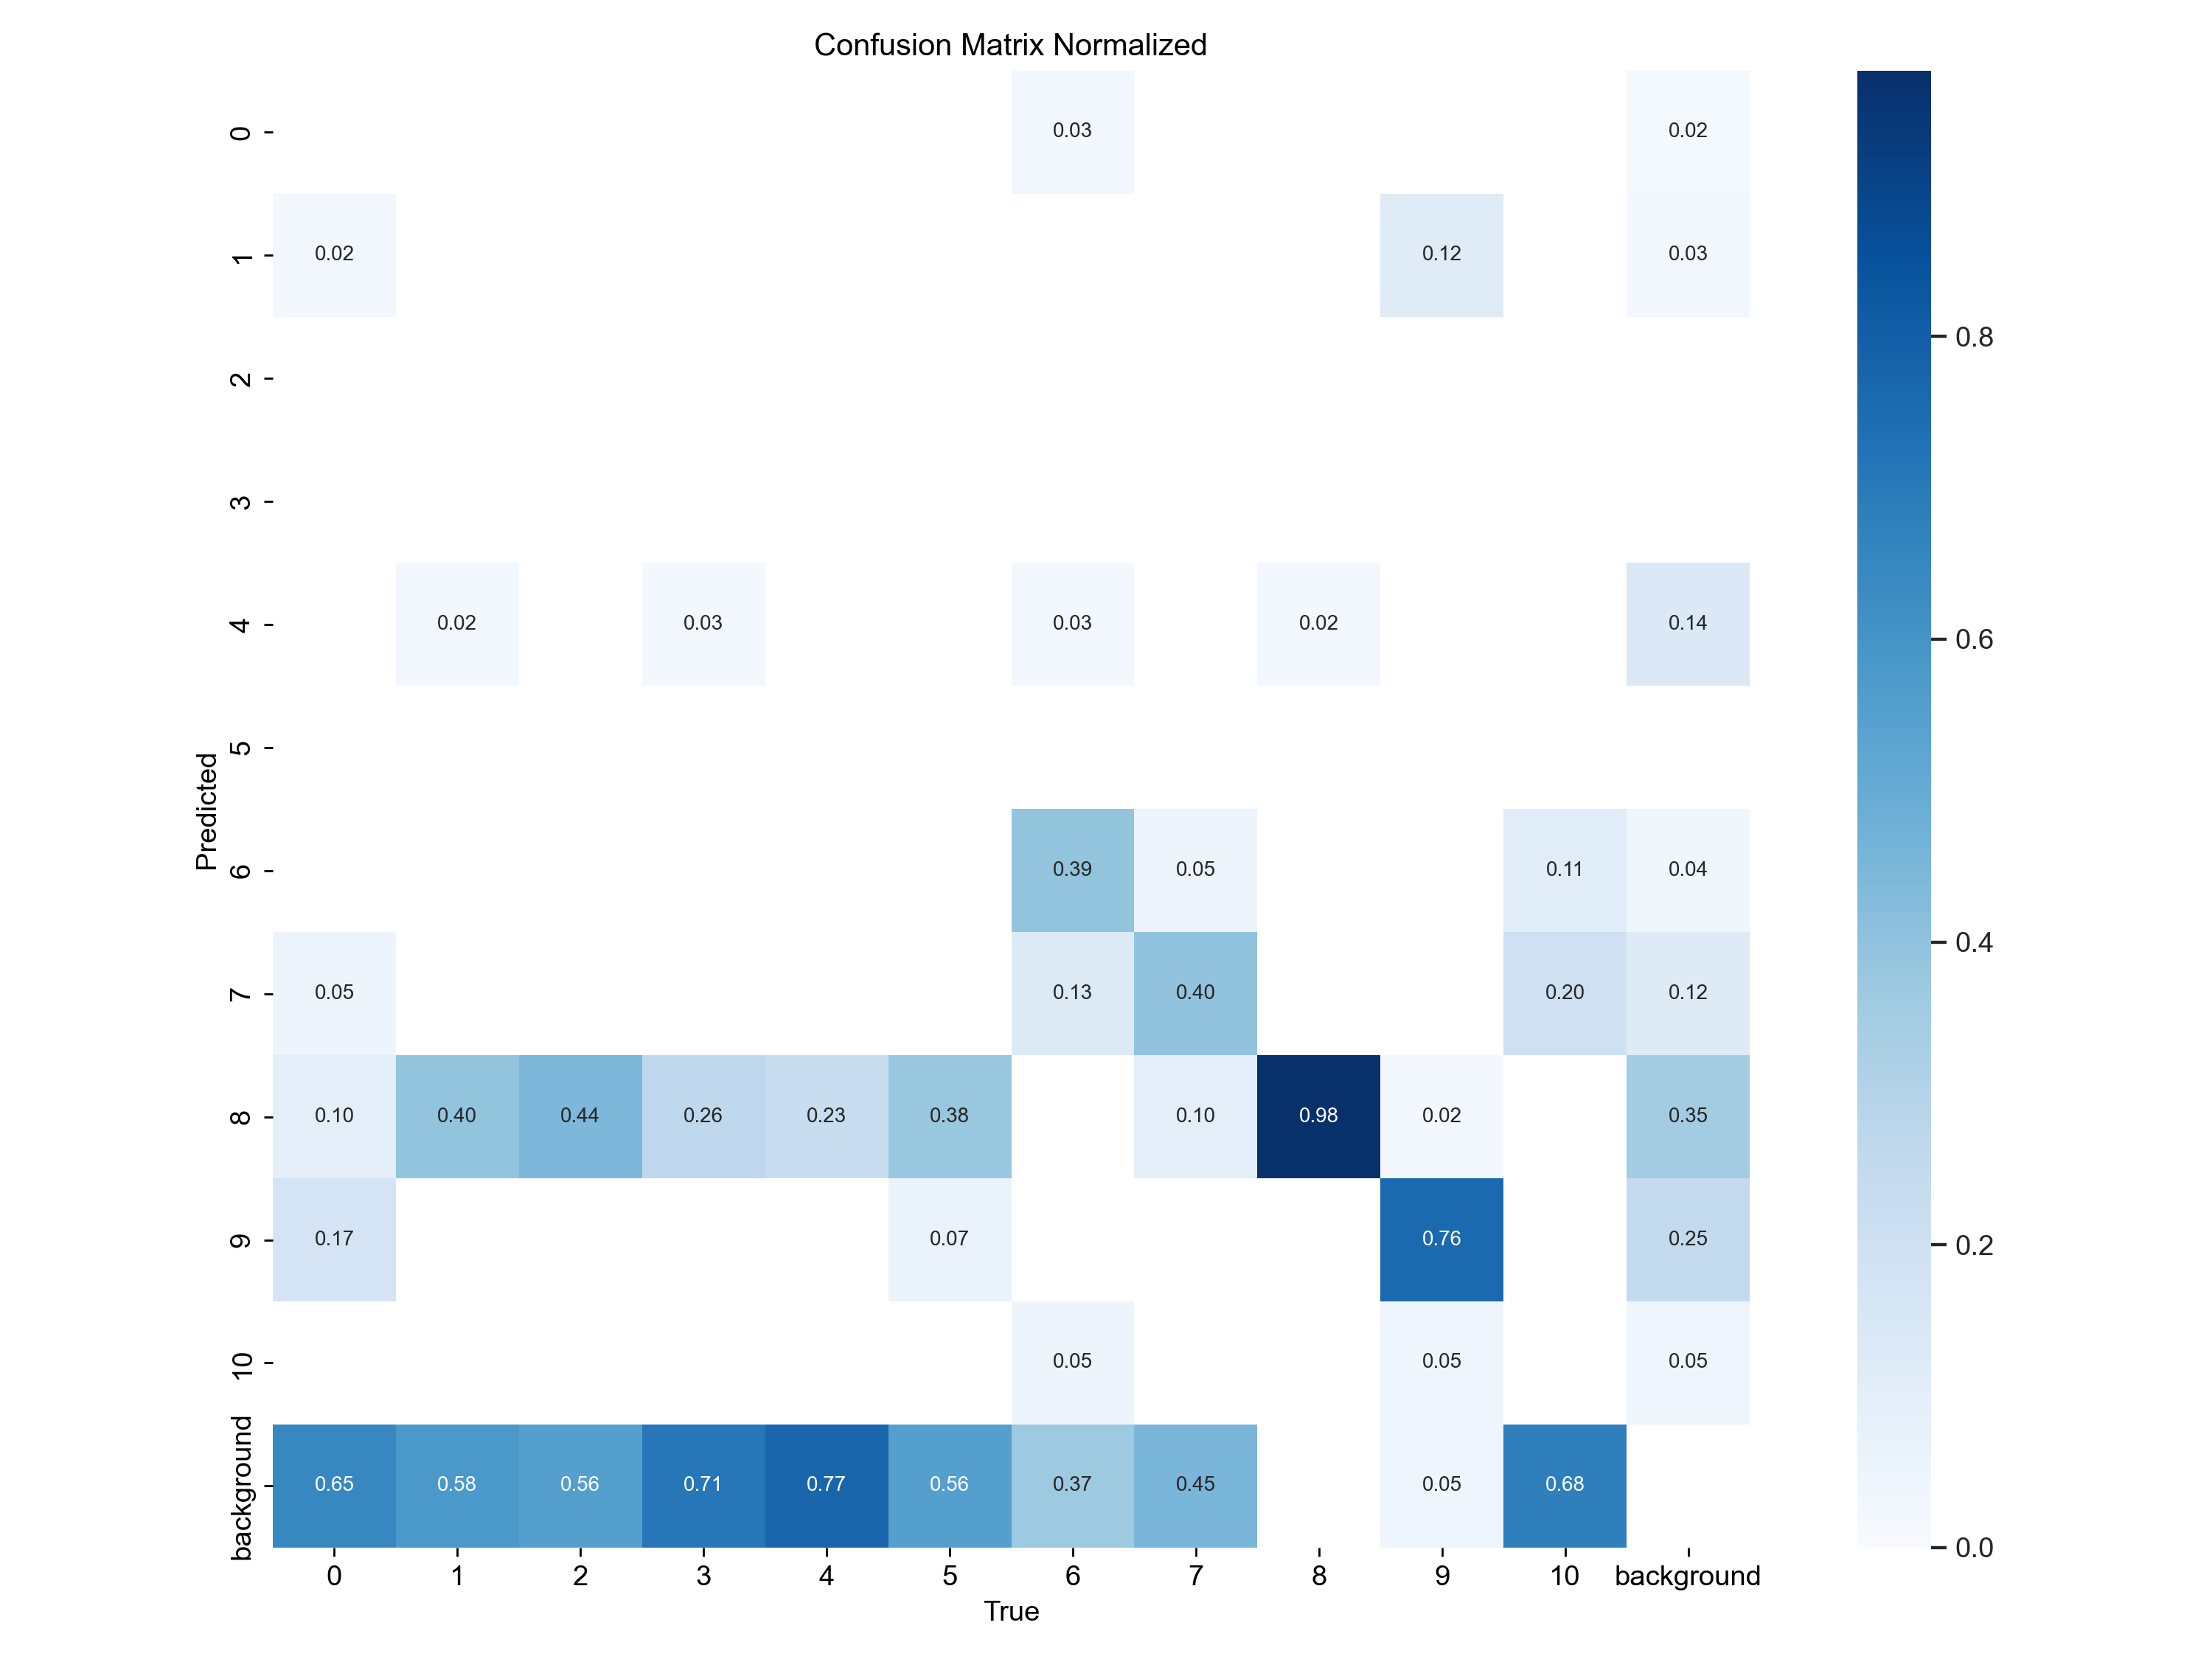 Confusion Matrix Normalized
0 0.03 0.02
1 0.02 0.12 0.03
0.8
2
3
4 0.02 0.03 0.03 0.02 0.14
0.6
5
Predicted
6 0.39 0.05 0.11 0.04
0.4
7 0.05 0.13 0.40 0.20 0.12
8 0.10 0.40 0.44 0.26 0.23 0.38 0.10 0.98 0.02 0.35
9 0.17 0.07 0.76 0.25
0.2
10 0.05 0.05 0.05
background 0.65 0.58 0.56 0.71 0.77 0.56 0.37 0.45 0.05 0.68
0.0
0 1 2 3 4 5 6 7 8 9 10 background
True